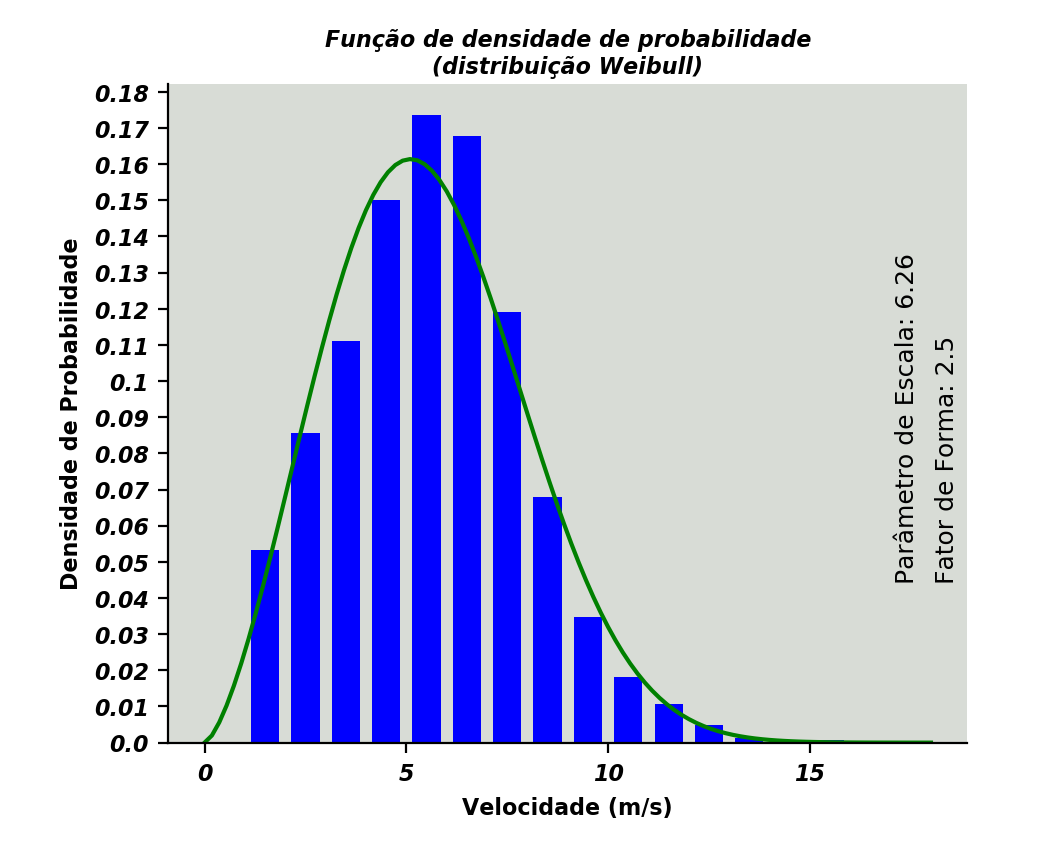 Função de densidade de probabilidade
(distribuição Weibull)
0.18
0.17
0.16
0.15
0.14
0.13
0.12
0.11
0.1
0.09
0.08
0.07
0.06
0.05
0.04
0.03
0.02
0.01
0.0
Densidade de Probabilidade
Parâmetro de Escala: 6.26
Fator de Forma: 2.5
0 5 10 15
Velocidade (m/s)